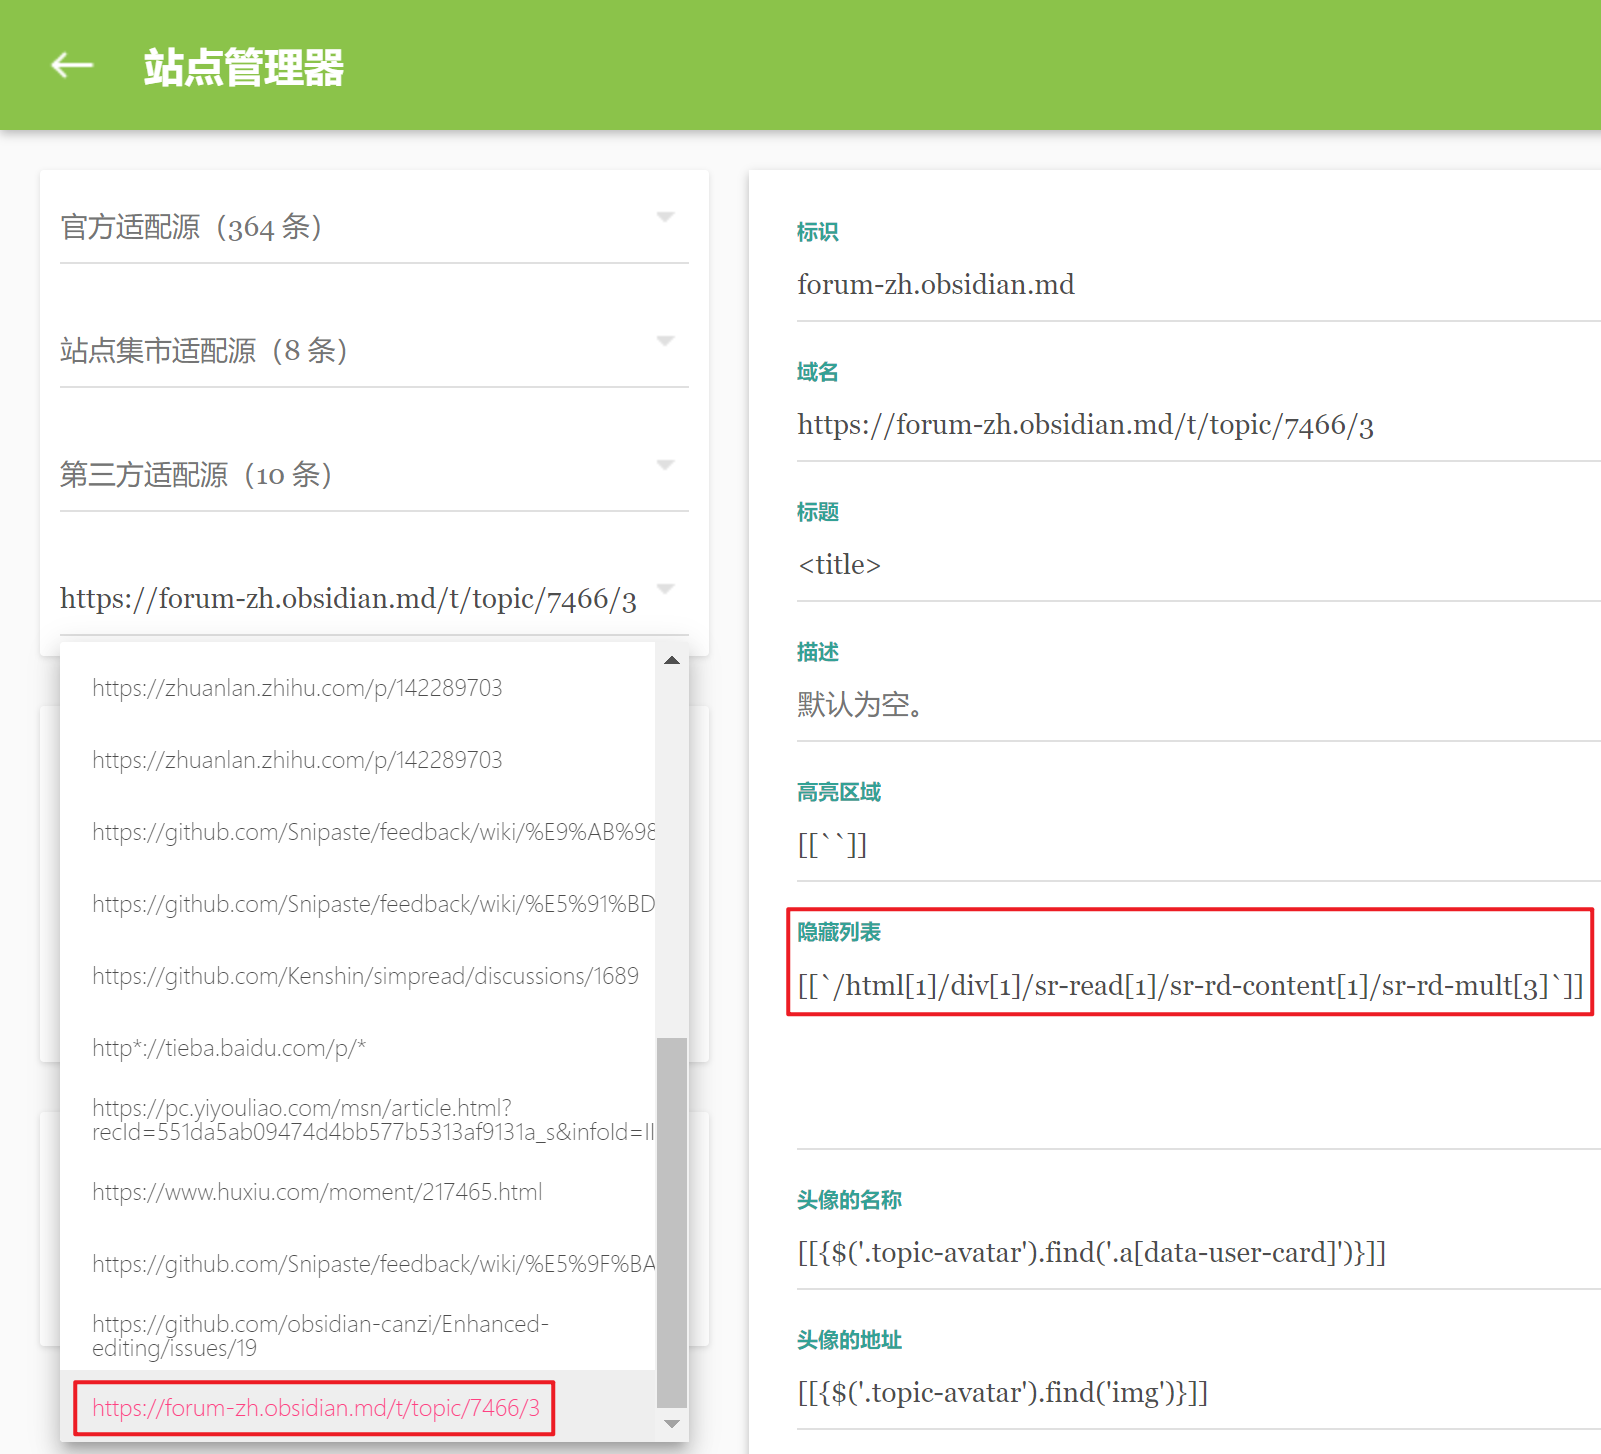 站点管理器
官方适配源（364 条）
站点集市适配源（8 条）
第三方适配源（10 条）
https://forum-zh.obsidian.md/t/topic/7466/3
https://zhuanlan.zhihu.com/p/142289703
https://zhuanlan.zhihu.com/p/142289703
https://github.com/Snipaste/feedback/wiki/%E9%AB%98
https://github.com/Snipaste/feedback/wiki/%E5%91%BD
https://github.com/Kenshin/simpread/discussions/1689
http*://tieba.baidu.com/p/*
https://pc.yiyouliao.com/msn/article.html?
recId=551da5ab09474d4bb577b5313af9131a_s&infoId=II
https://www.huxiu.com/moment/217465.html
https://github.com/Snipaste/feedback/wiki/%E5%9F%BA
https://github.com/obsidian-canzi/Enhanced-
editing/issues/19
https://forum-zh.obsidian.md/t/topic/7466/3
标识
forum-zh.obsidian.md
域名
https://forum-zh.obsidian.md/t/topic/7466/3
标题
<title>
描述
默认为空。
高亮区域
[[``]]
隐藏列表
[[`/html[1]/div[1]/sr-read[1]/sr-rd-content[1]/sr-rd-mult[3]`]]
头像的名称
[[{$('.topic-avatar').find('.a[data-user-card]')}]]
头像的地址
[[{$('.topic-avatar').find('img')}]]